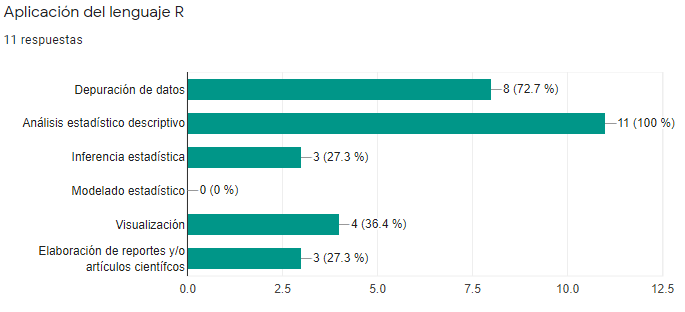 Aplicación del lenguaje R
11 respuestas
Depuración de datos
8 (72.7 %)
Análisis estadístico descriptivo
11 (100 %)
Inferencia estadística
3 (27.3 %)
Modelado estadístico
0 (0 %)
Visualización
4 (36.4 %)
Elaboración de reportes y/o
artículos científcos
3 (27.3 %)
0.0 2.5 5.0 7.5 10.0 12.5